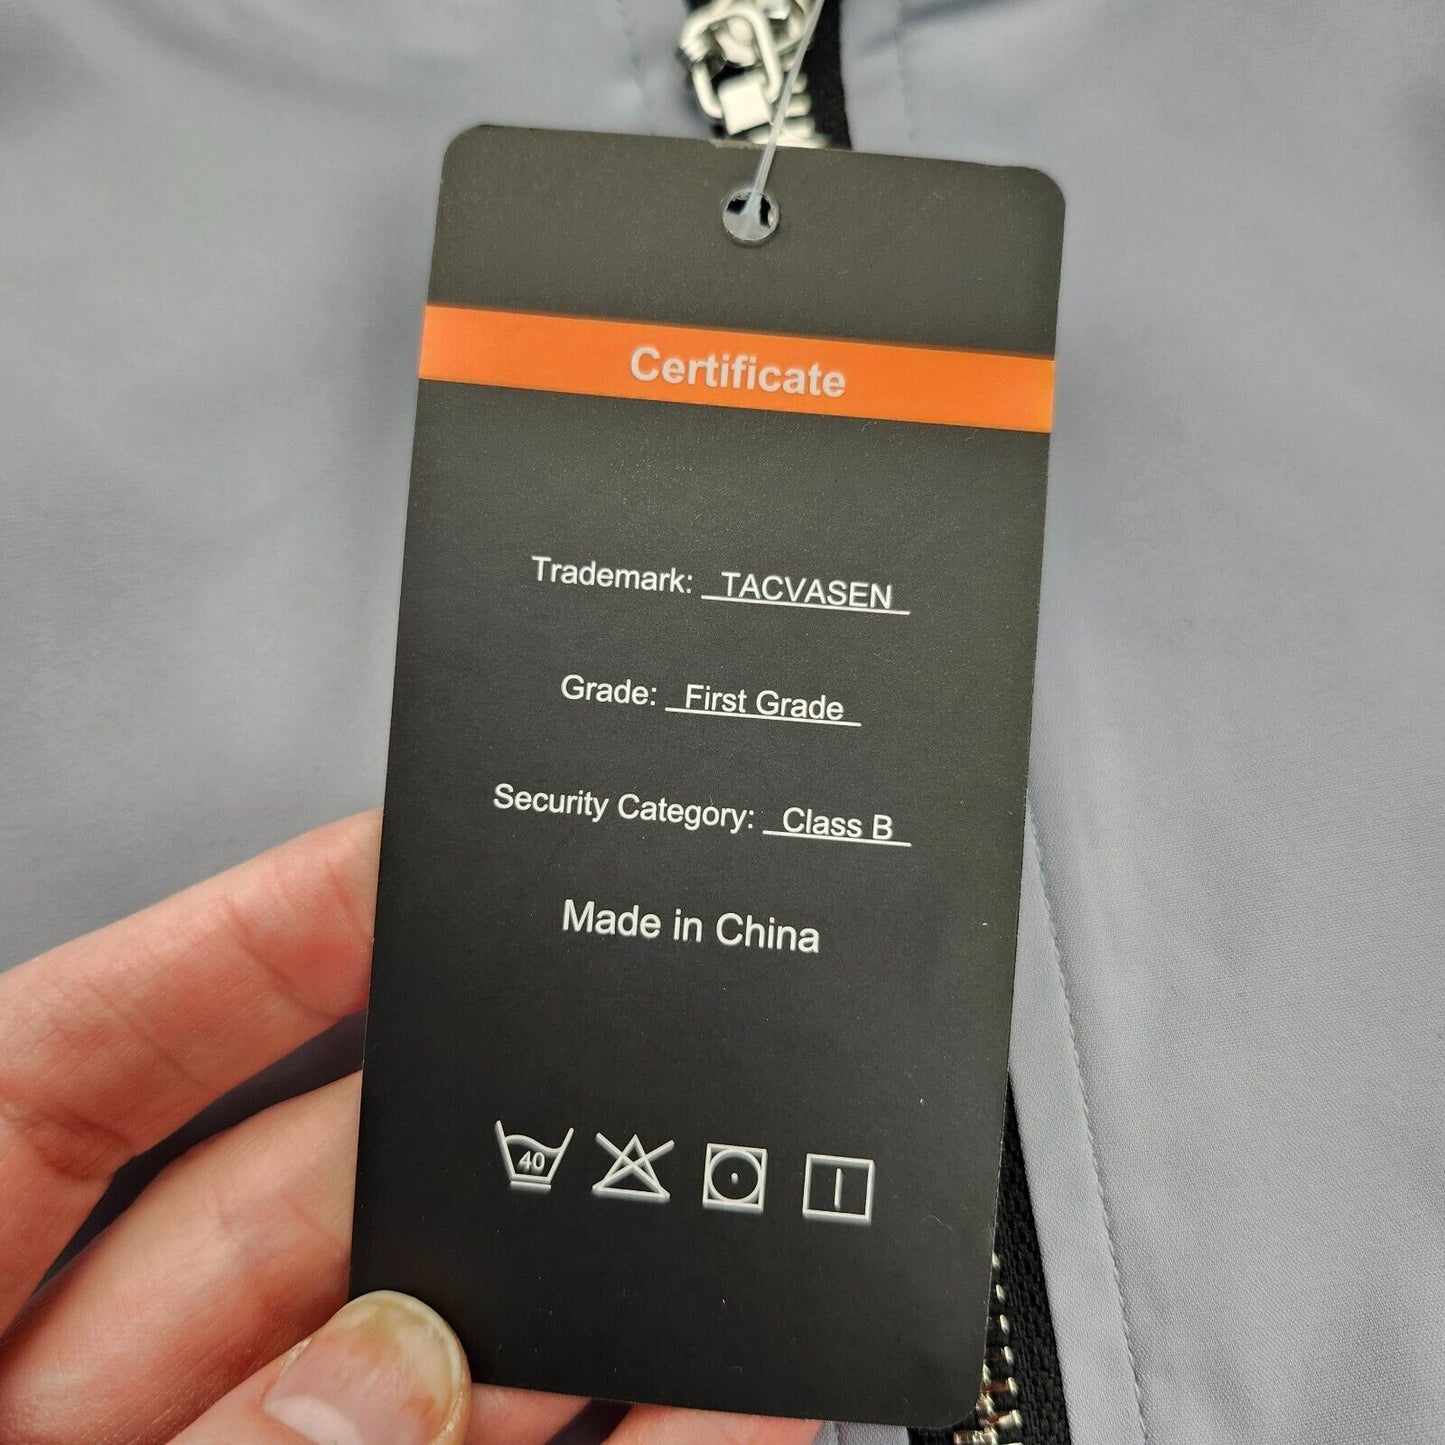 Certificate
Trademark: TACVASEN
Grade: First Grade
Security Category: Class B
Made in China
40